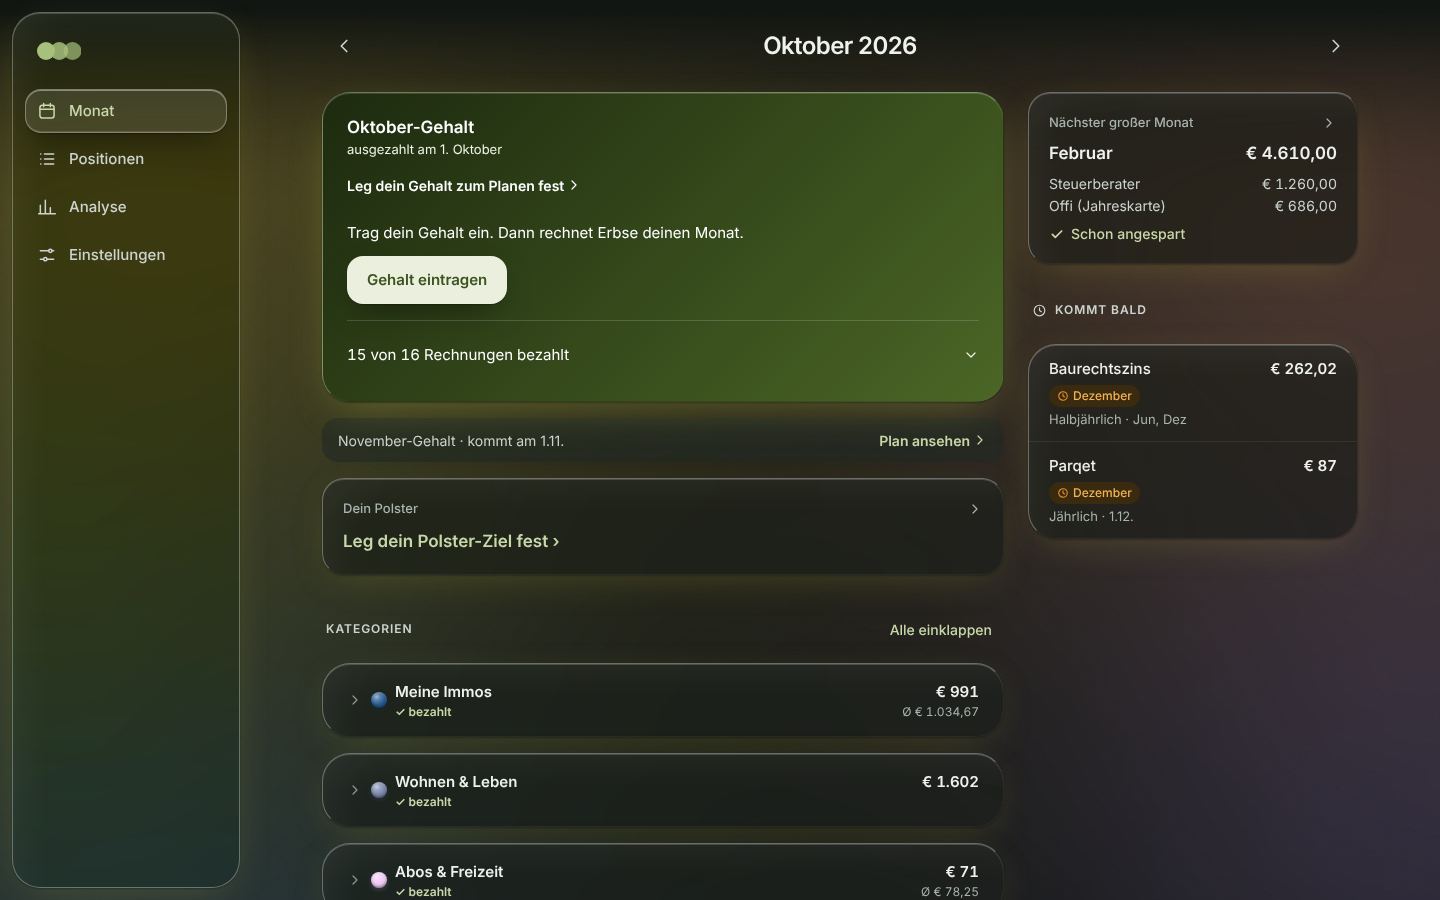 Oktober 2026
Monat
Positionen
Analyse
Einstellungen
Oktober-Gehalt
ausgezahlt am 1. Oktober
Leg dein Gehalt zum Planen fest
Trag dein Gehalt ein. Dann rechnet Erbse deinen Monat.
Gehalt eintragen
15 von 16 Rechnungen bezahlt
November-Gehalt · kommt am 1.11.
Plan ansehen
Dein Polster
Leg dein Polster-Ziel fest ›
KATEGORIEN
Alle einklappen
Meine Immos € 991
✓ bezahlt Ø € 1.034,67
Wohnen & Leben € 1.602
✓ bezahlt
Abos & Freizeit € 71
✓ bezahlt Ø € 78,25
Nächster großer Monat
Februar € 4.610,00
Steuerberater € 1.260,00
Offi (Jahreskarte) € 686,00
✓ Schon angespart
KOMMT BALD
Baurechtszins € 262,02
Dezember
Halbjährlich · Jun, Dez
Parqet € 87
Dezember
Jährlich · 1.12.